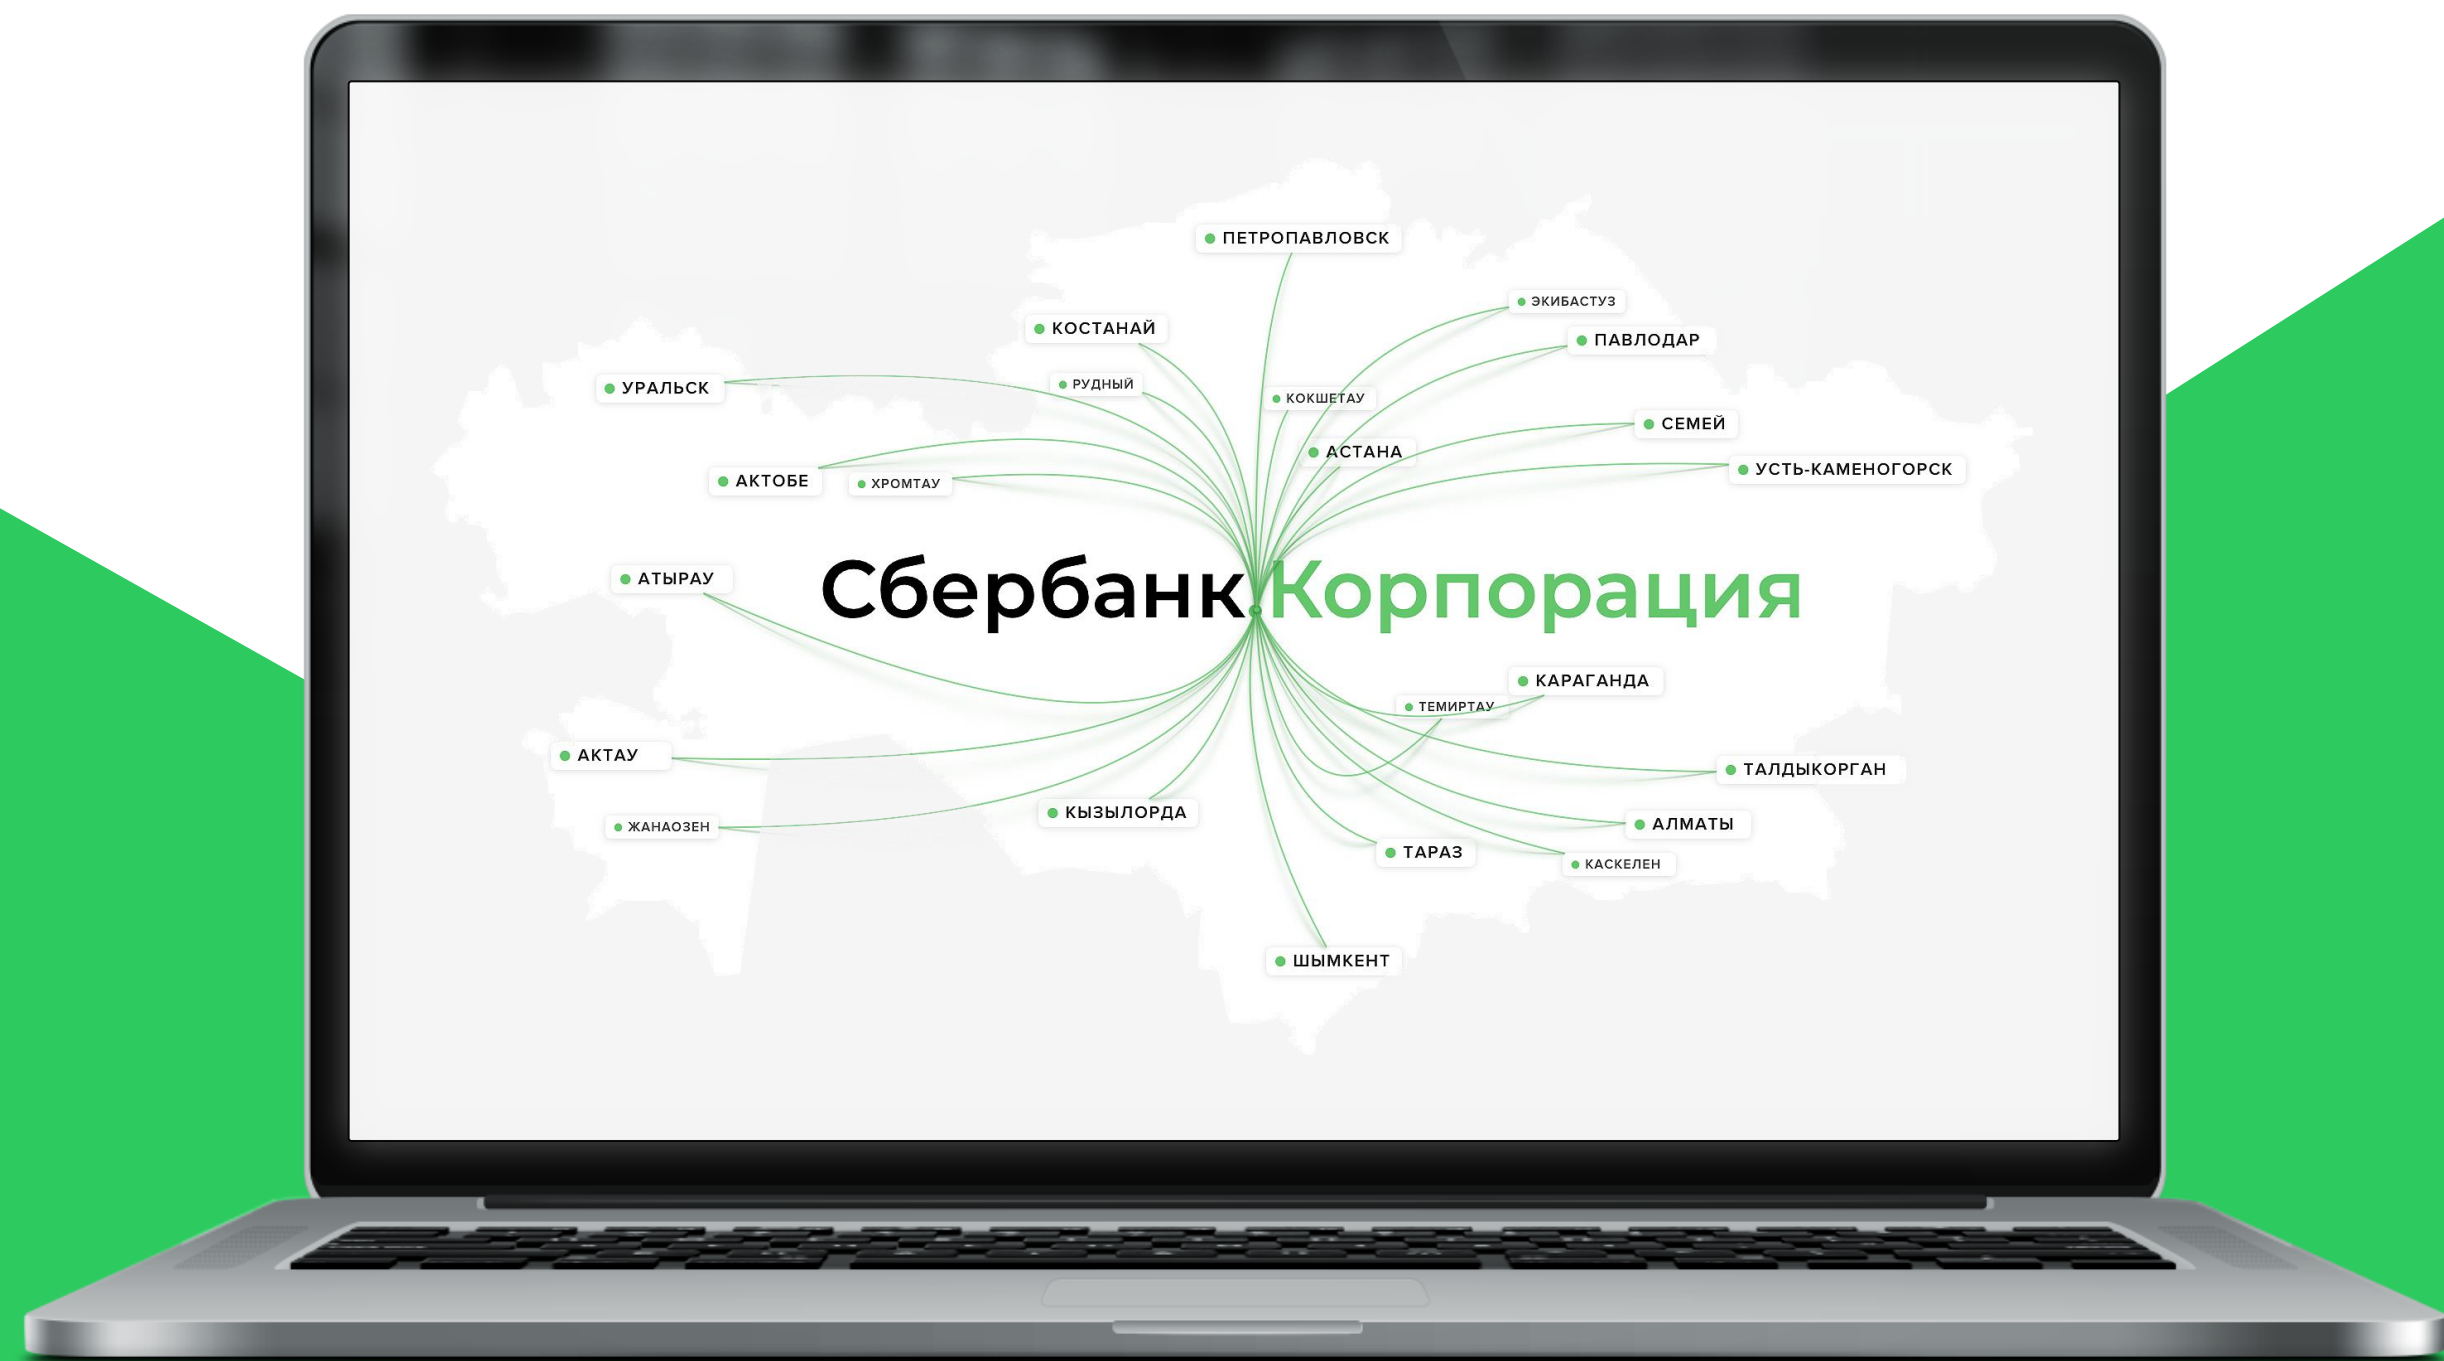 ПЕТРОПАВЛОВСК
ЭКИБАСТУЗ
КОСТАНАЙ
ПАВЛОДАР
УРАЛЬСК
РУДНЫЙ
КОКШЕТАУ
СЕМЕЙ
АСТАНА
УСТЬ-КАМЕНОГОРСК
АКТОБЕ
ХРОМТАУ
АТЫРАУ
Сбербанк Корпорация
КАРАГАНДА
ТЕМИРТАУ
АКТАУ
ТАЛДЫКОРГАН
КЫЗЫЛОРДА
АЛМАТЫ
ЖАНАОЗЕН
ТАРАЗ
КАСКЕЛЕН
ШЫМКЕНТ